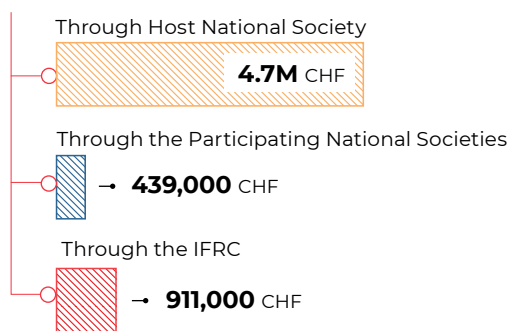 Through Host National Society
4.7M CHF
Through the Participating National Societies
439,000 CHF
Through the IFRC
911,000 CHF